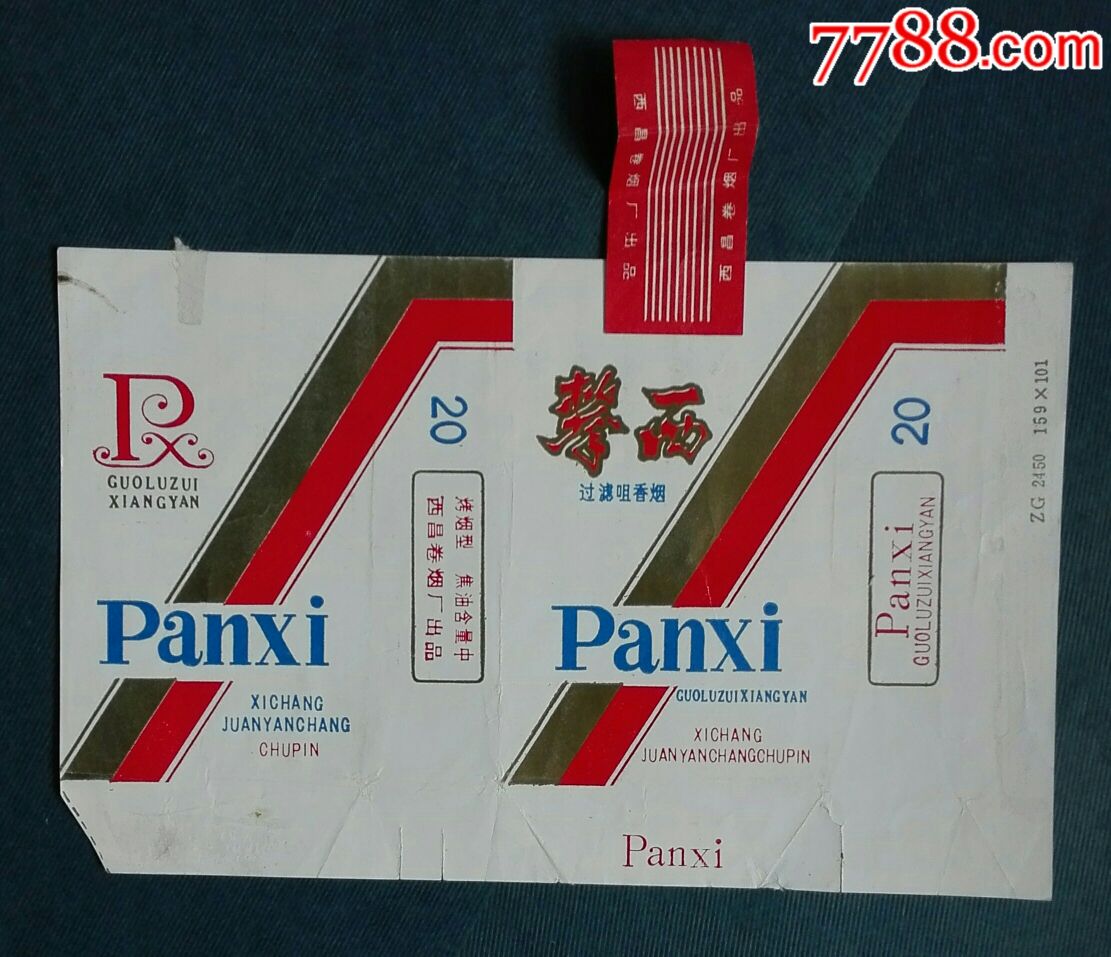 7788.com
西昌卷烟厂出品
西昌卷烟厂出品
Px
GUOLUZUI
XIANGYAN
Panxi
XICHANG
JUANYANCHANG
CHUPIN
20
烤烟型 焦油含量中
西昌卷烟厂出品
攀西
过滤咀香烟
Panxi
GUOLUZUIXIANGYAN
XICHANG
JUANYANCHANGCHUPIN
Panxi
20
Panxi
GUOLUZUIXIANGYAN
ZG 2450 159×101